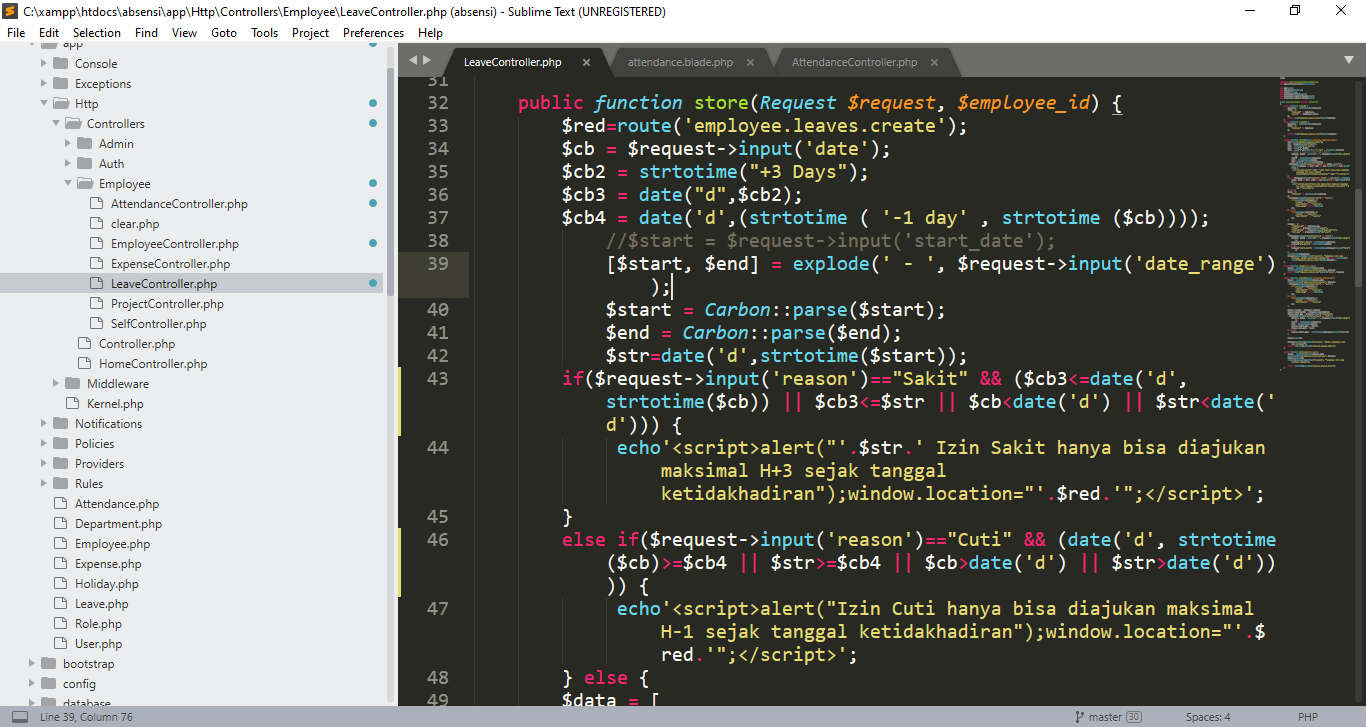 C:\xampp\htdocs\absensi\app\Http\Controllers\Employee\LeaveController.php (absensi) - Sublime Text (UNREGISTERED)
File Edit Selection Find View Goto Tools Project Preferences Help
app
Console
Exceptions
Http
Controllers
Admin
Auth
Employee
AttendanceController.php
clear.php
EmployeeController.php
ExpenseController.php
LeaveController.php
ProjectController.php
SelfController.php
Controller.php
HomeController.php
Middleware
Kernel.php
Notifications
Policies
Providers
Rules
Attendance.php
Department.php
Employee.php
Expense.php
Holiday.php
Leave.php
Role.php
User.php
bootstrap
config
database
LeaveController.php × attendance.blade.php × AttendanceController.php ×
31
32 public function store(Request $request, $employee_id) {
33 $red=route('employee.leaves.create');
34 $cb = $request->input('date');
35 $cb2 = strtotime("+3 Days");
36 $cb3 = date("d",$cb2);
37 $cb4 = date('d',(strtotime ( '-1 day' , strtotime ($cb))));
38 //$start = $request->input('start_date');
39 [$start, $end] = explode(' - ', $request->input('date_range')
);
40 $start = Carbon::parse($start);
41 $end = Carbon::parse($end);
42 $str=date('d',strtotime($start));
43 if($request->input('reason')=="Sakit" && ($cb3<=date('d',
strtotime($cb)) || $cb3<=$str || $cb<date('d') || $str<date('
d'))) {
44 echo'<script>alert("'.$str.' Izin Sakit hanya bisa diajukan
maksimal H+3 sejak tanggal
ketidakhadiran");window.location="'.$red.'";</script>';
45 }
46 else if($request->input('reason')=="Cuti" && (date('d', strtotime
($cb)>=$cb4 || $str>=$cb4 || $cb>date('d') || $str>date('d'))
)) {
47 echo'<script>alert("Izin Cuti hanya bisa diajukan maksimal
H-1 sejak tanggal ketidakhadiran");window.location="'.$
red.'";</script>';
48 } else {
49 $data = [
Line 39, Column 76 master 30 Spaces: 4 PHP